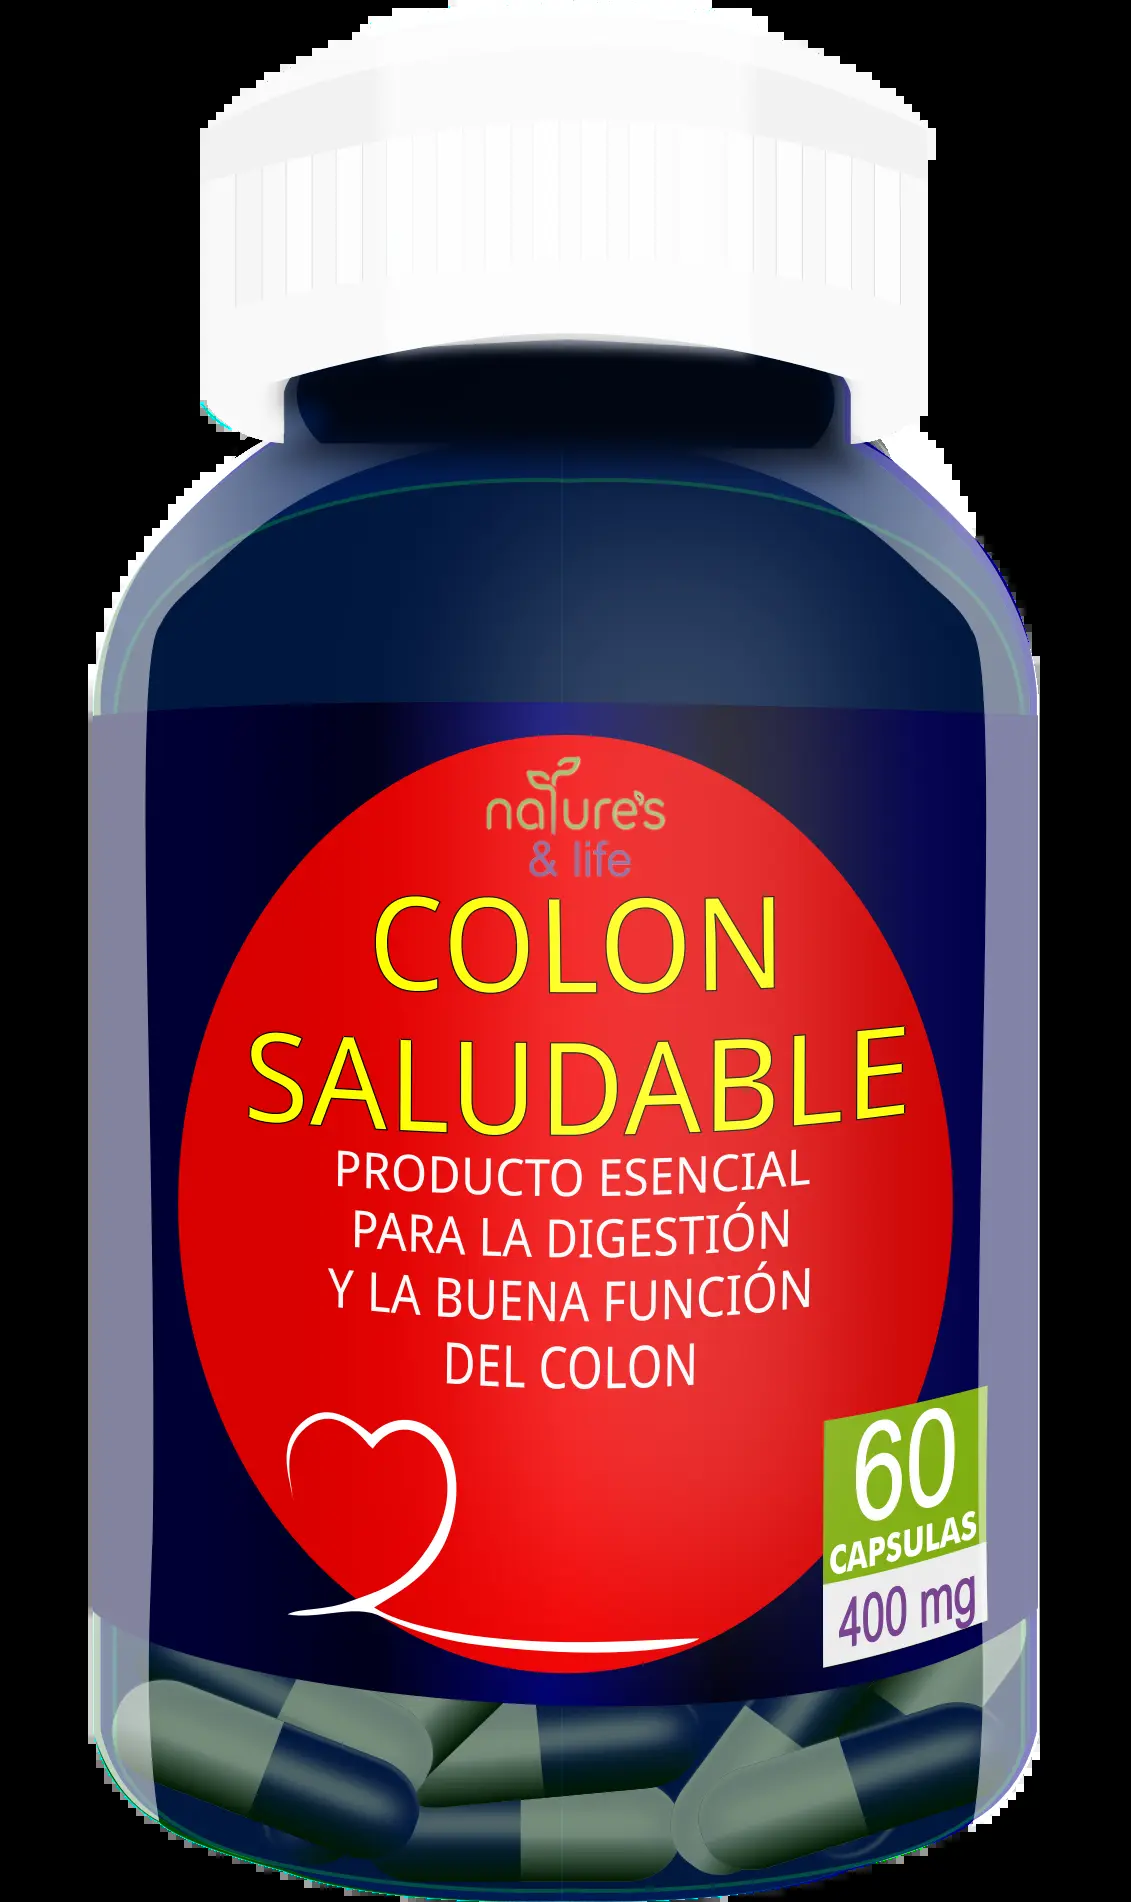 nature's
& life
COLON
SALUDABLE
PRODUCTO ESENCIAL
PARA LA DIGESTIÓN
Y LA BUENA FUNCIÓN
DEL COLON
60
CAPSULAS
400 mg